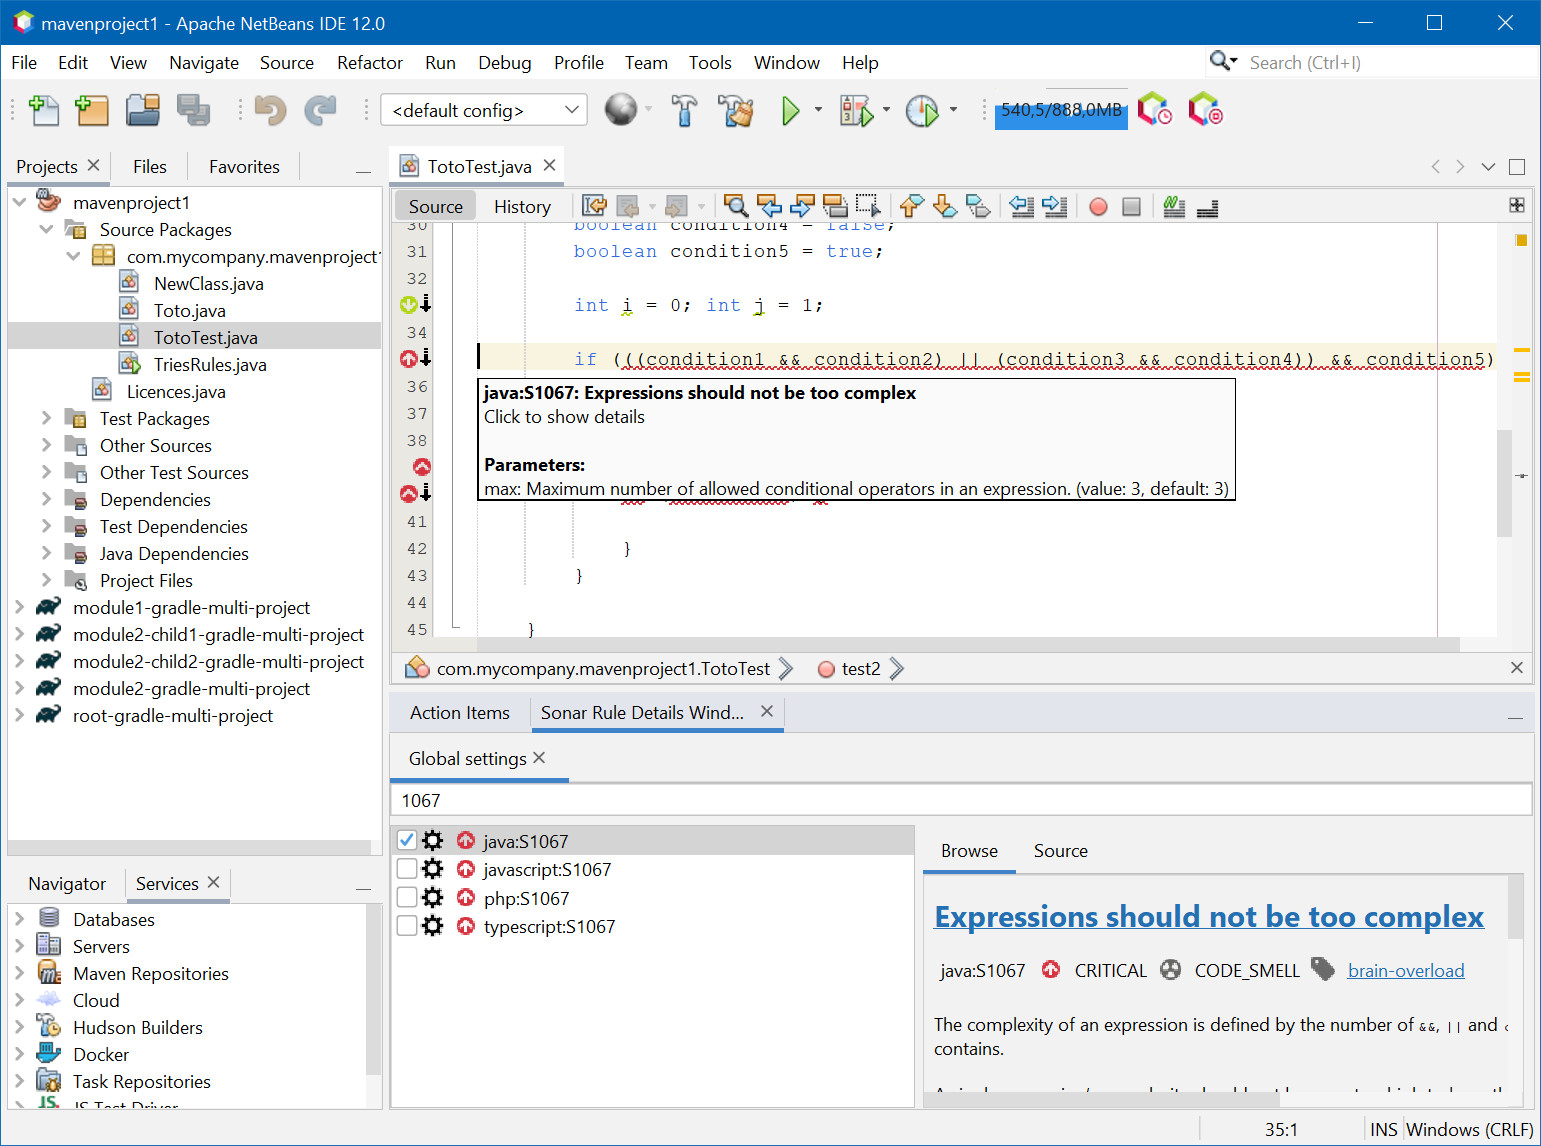 mavenproject1 - Apache NetBeans IDE 12.0
File Edit View Navigate Source Refactor Run Debug Profile Team Tools Window Help Search (Ctrl+I)
<default config> 540,5/888,0MB
Projects Files Favorites
mavenproject1
Source Packages
com.mycompany.mavenproject1
NewClass.java
Toto.java
TotoTest.java
TriesRules.java
Licences.java
Test Packages
Other Sources
Other Test Sources
Dependencies
Test Dependencies
Java Dependencies
Project Files
module1-gradle-multi-project
module2-child1-gradle-multi-project
module2-child2-gradle-multi-project
module2-gradle-multi-project
root-gradle-multi-project
Navigator Services
Databases
Servers
Maven Repositories
Cloud
Hudson Builders
Docker
Task Repositories
JS Test Driver
TotoTest.java
Source History
30 boolean condition4 = false;
31 boolean condition5 = true;
32
int i = 0; int j = 1;
34
if (((condition1 && condition2) || (condition3 && condition4)) && condition5)
36
37
38
41
42 }
43 }
44
45 }
java:S1067: Expressions should not be too complex
Click to show details
Parameters:
max: Maximum number of allowed conditional operators in an expression. (value: 3, default: 3)
com.mycompany.mavenproject1.TotoTest test2
Action Items Sonar Rule Details Wind...
Global settings
1067
java:S1067
javascript:S1067
php:S1067
typescript:S1067
Browse Source
Expressions should not be too complex
java:S1067 CRITICAL CODE_SMELL brain-overload
The complexity of an expression is defined by the number of &&, || and
contains.
35:1 INS Windows (CRLF)